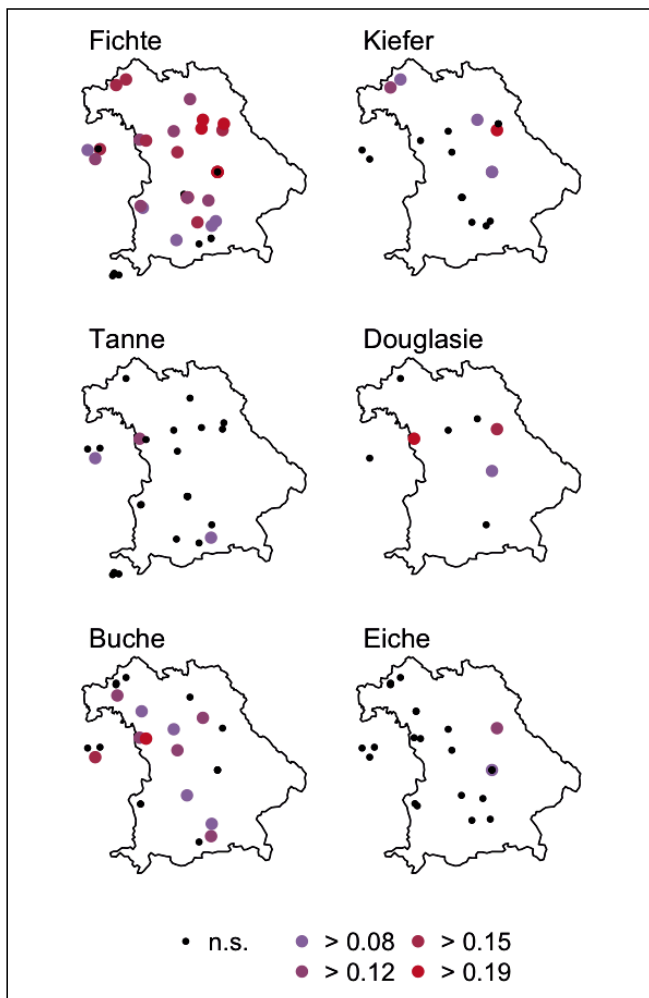 Fichte Kiefer
Tanne Douglasie
Buche Eiche
n.s. > 0.08 > 0.15
> 0.12 > 0.19